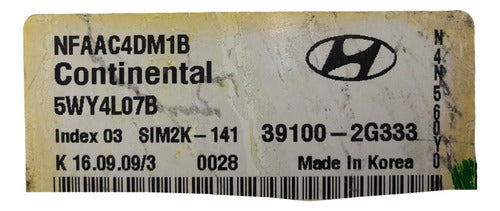 NFAAC4DM1B
Continental
5WY4L07B
Index 03 SIM2K-141 39100-2G333
K 16.09.09/3 0028 Made In Korea
N4N560Y0